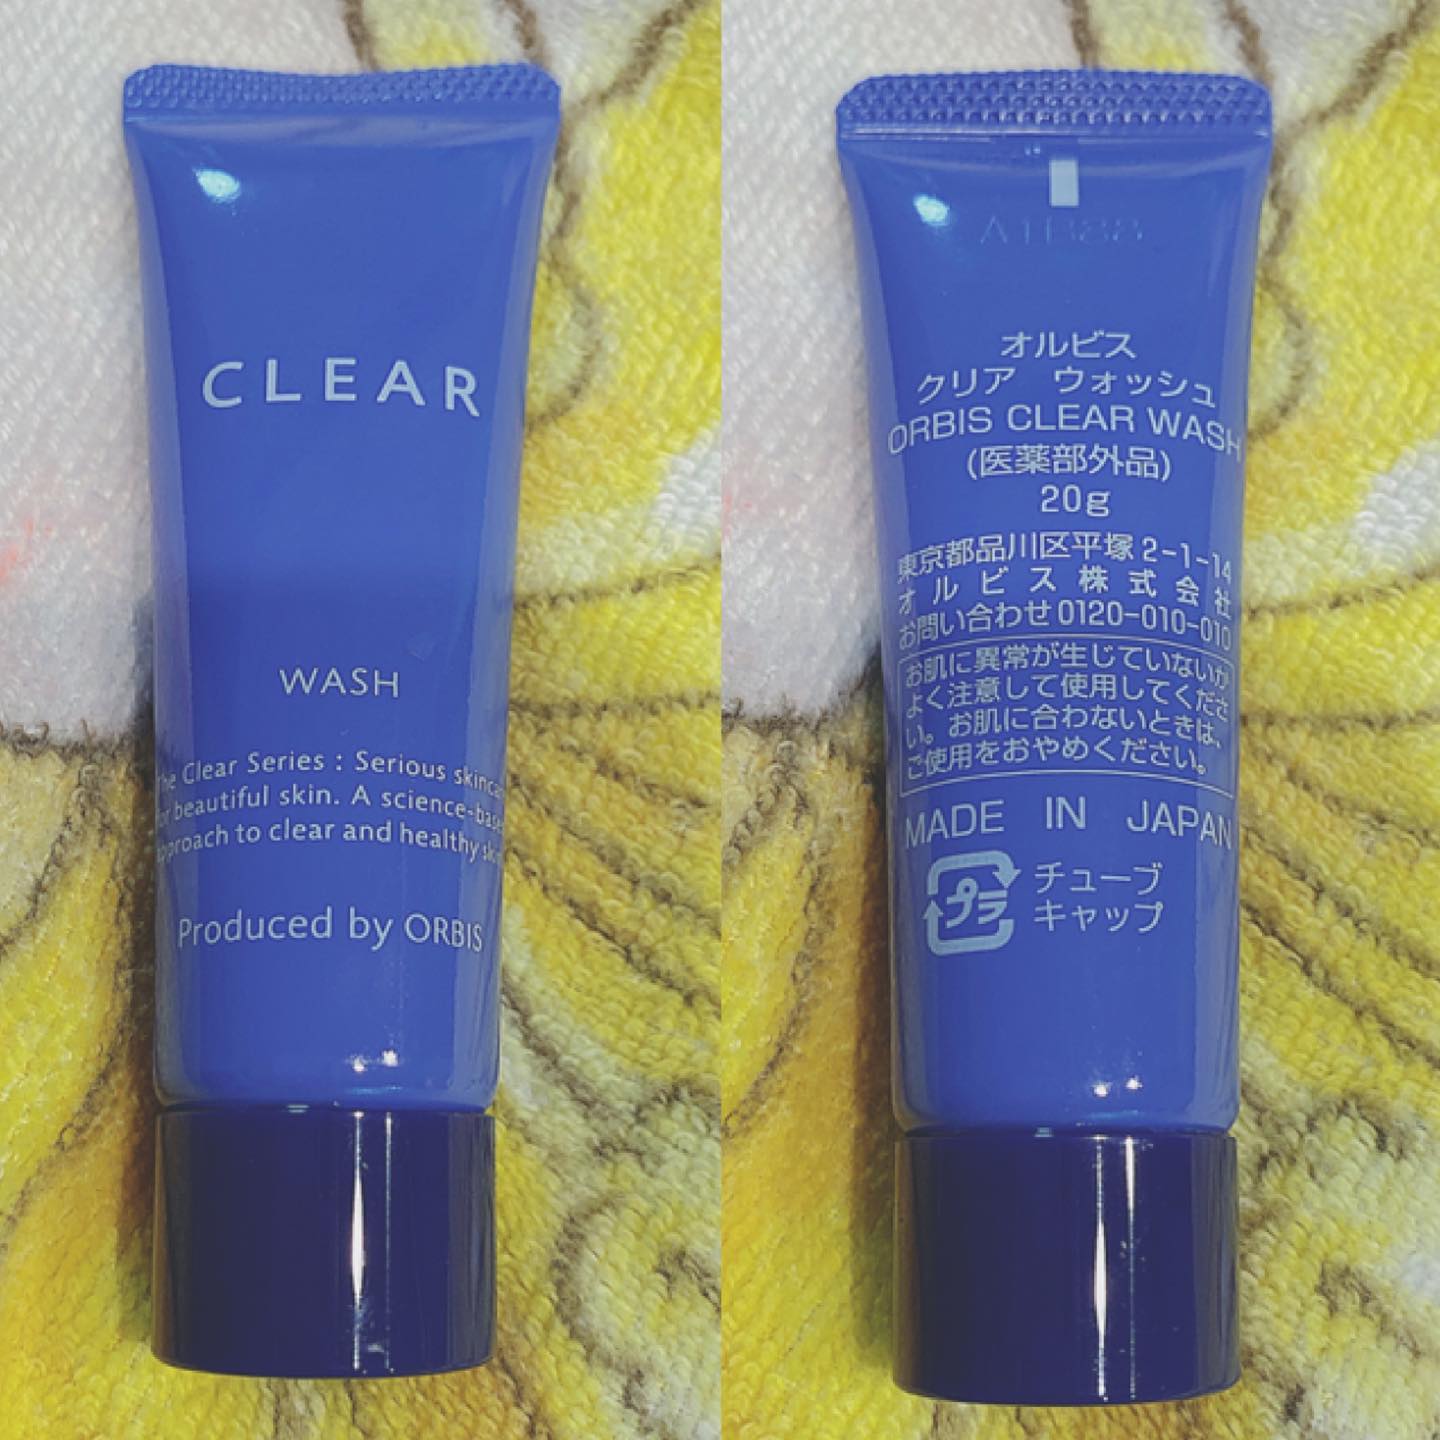 CLEAR
WASH
The Clear Series : Serious
for beautiful skin. A science-based
approach to clear and healthy
Produced by ORBIS
オルビス
クリア ウォッシュ
ORBIS CLEAR WASH
(医薬部外品)
20g
東京都品川区平塚2-1-14
オルビス株式会社
お問い合わせ0120-010-010
お肌に異常が生じていないか
よく注意して使用してくださ
い。お肌に合わないときは、
ご使用をおやめください。
MADE IN JAPAN
プラ
チューブ
キャップ